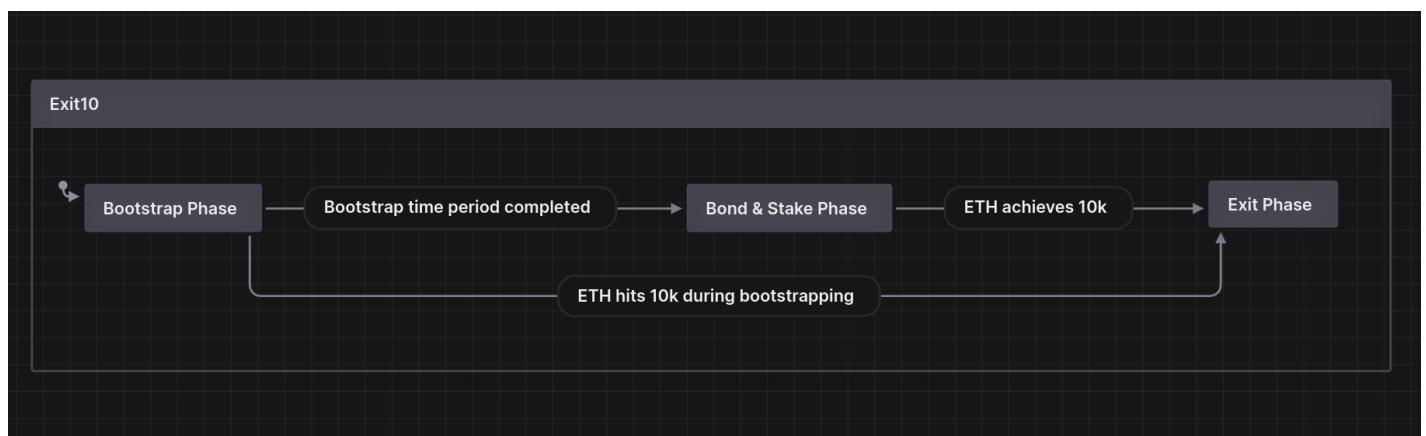 Exit10
Bootstrap Phase
Bootstrap time period completed
Bond & Stake Phase
ETH achieves 10k
Exit Phase
ETH hits 10k during bootstrapping